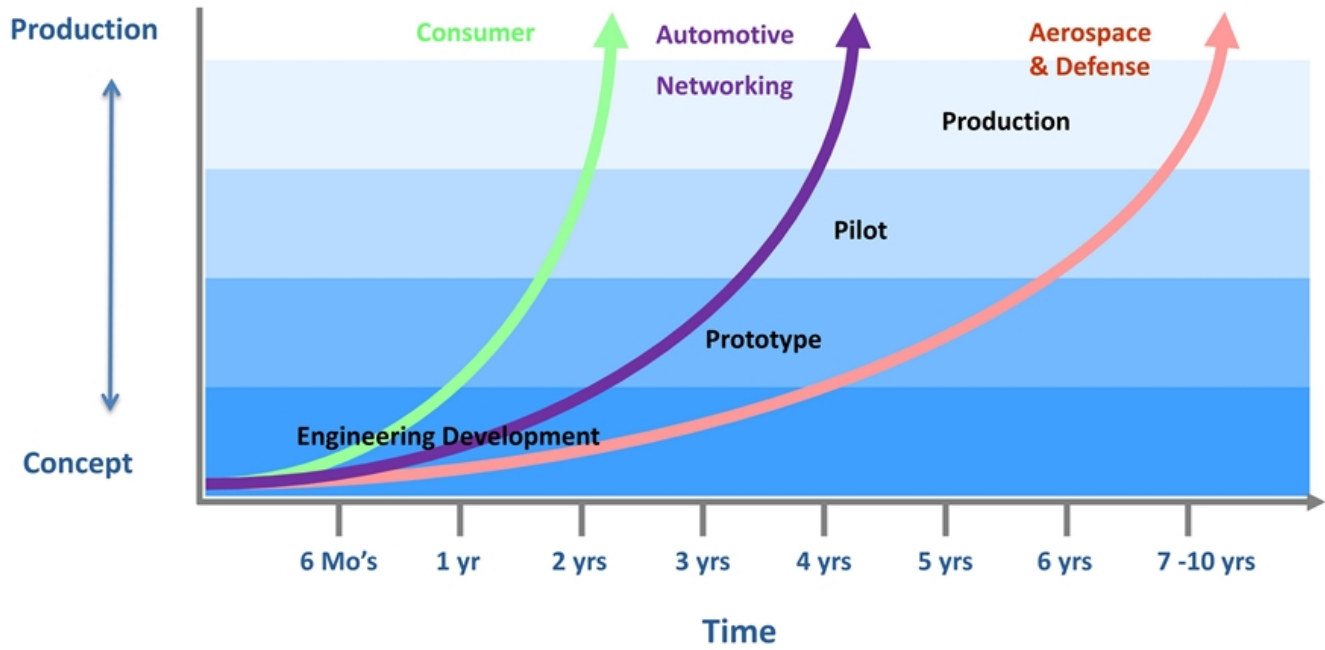 Production
Consumer
Automotive
Networking
Aerospace
& Defense
Production
Pilot
Prototype
Engineering Development
Concept
6 Mo’s
1 yr
2 yrs
3 yrs
4 yrs
5 yrs
6 yrs
7 -10 yrs
Time